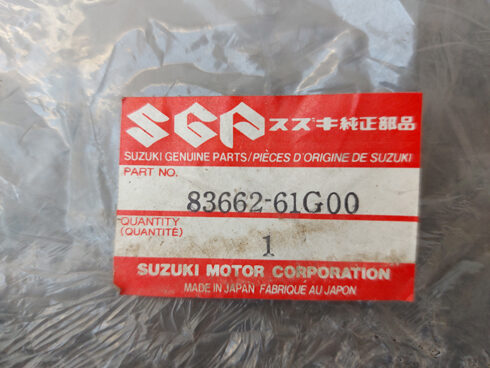 SGP スズキ純正部品
SUZUKI GENUINE PARTS/PIÈCES D'ORIGINE DE SUZUKI
PART NO.
83662-61G00
QUANTITY
(QUANTITÉ)
1
SUZUKI MOTOR CORPORATION
MADE IN JAPAN FABRIQUÉ AU JAPON